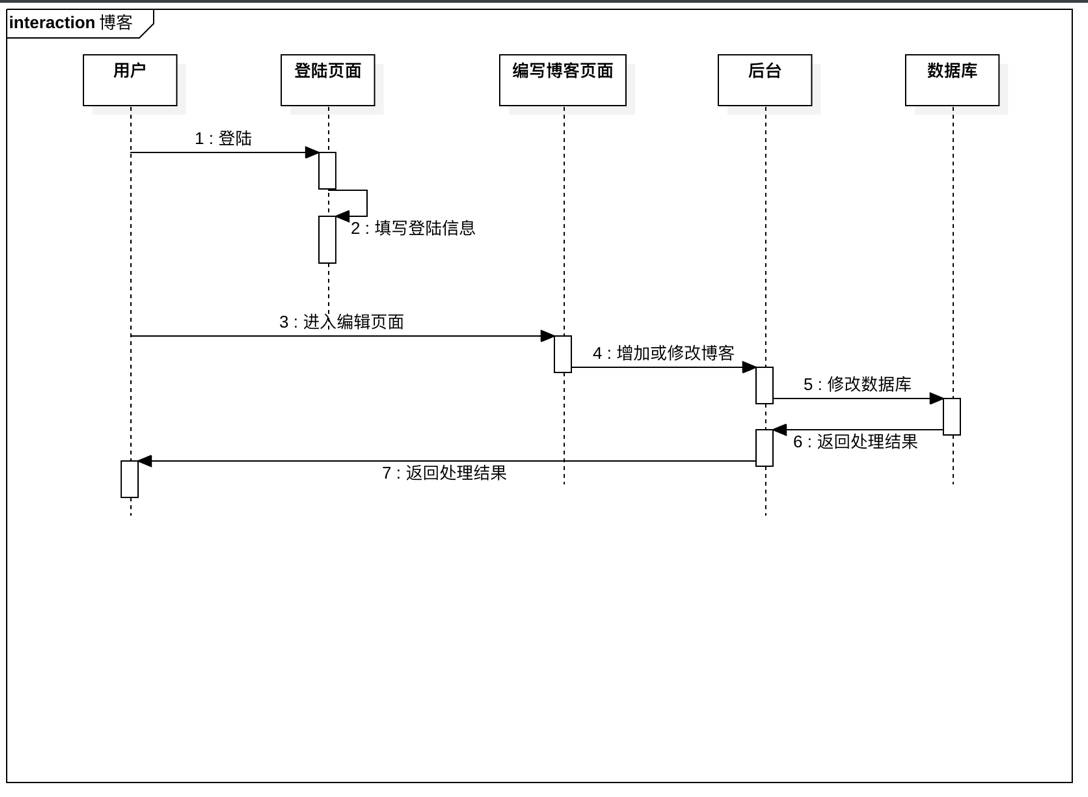 interaction 博客
用户
登陆页面
编写博客页面
后台
数据库
1 : 登陆
2 : 填写登陆信息
3 : 进入编辑页面
4 : 增加或修改博客
5 : 修改数据库
6 : 返回处理结果
7 : 返回处理结果